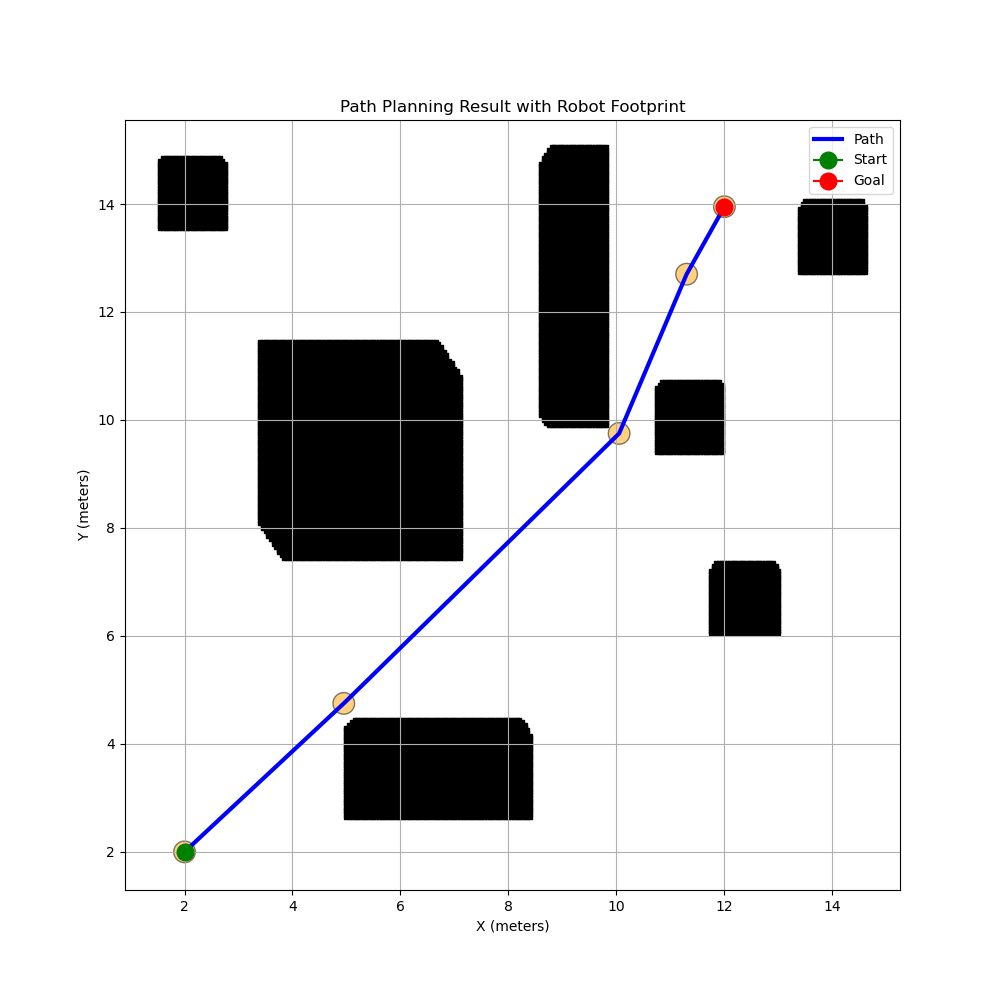 Path Planning Result with Robot Footprint
Path
Start
Goal
14
12
10
8
6
4
2
Y (meters)
2 4 6 8 10 12 14
X (meters)